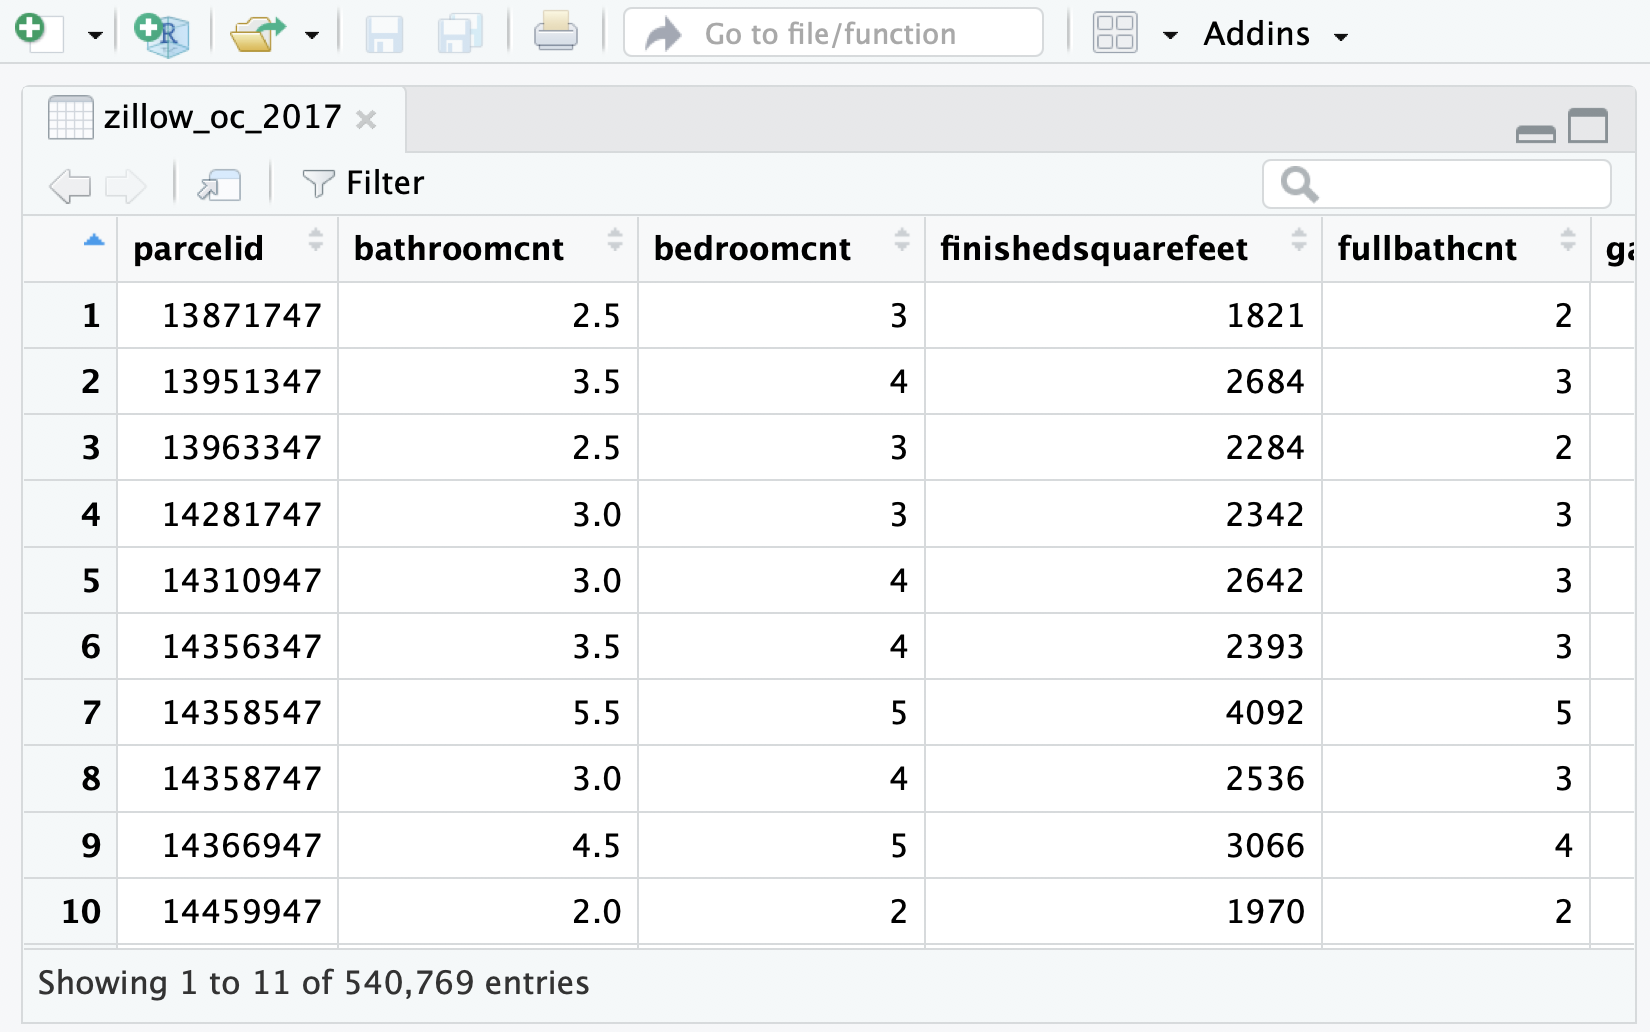 Go to file/function Addins
zillow_oc_2017
Filter
parcelid bathroomcnt bedroomcnt finishedsquarefeet fullbathcnt ga
1 13871747 2.5 3 1821 2
2 13951347 3.5 4 2684 3
3 13963347 2.5 3 2284 2
4 14281747 3.0 3 2342 3
5 14310947 3.0 4 2642 3
6 14356347 3.5 4 2393 3
7 14358547 5.5 5 4092 5
8 14358747 3.0 4 2536 3
9 14366947 4.5 5 3066 4
10 14459947 2.0 2 1970 2
Showing 1 to 11 of 540,769 entries